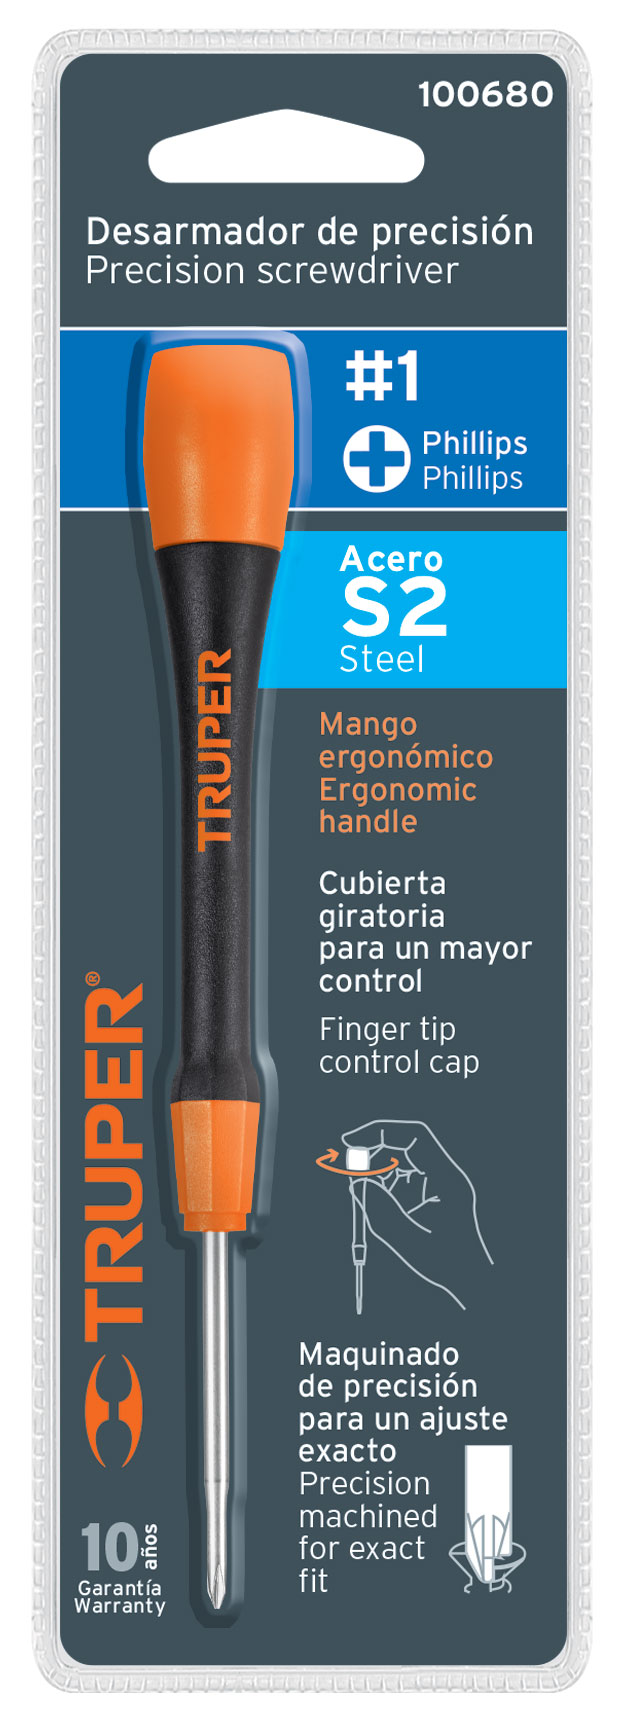 100680
Desarmador de precisión
Precision screwdriver
#1
Phillips
Phillips
Acero
S2
Steel
TRUPER
Mango
ergonómico
Ergonomic
handle
Cubierta
giratoria
para un mayor
control
Finger tip
control cap
TRUPER®
Maquinado
de precisión
para un ajuste
exacto
Precision
machined
for exact
fit
10 años
Garantía
Warranty